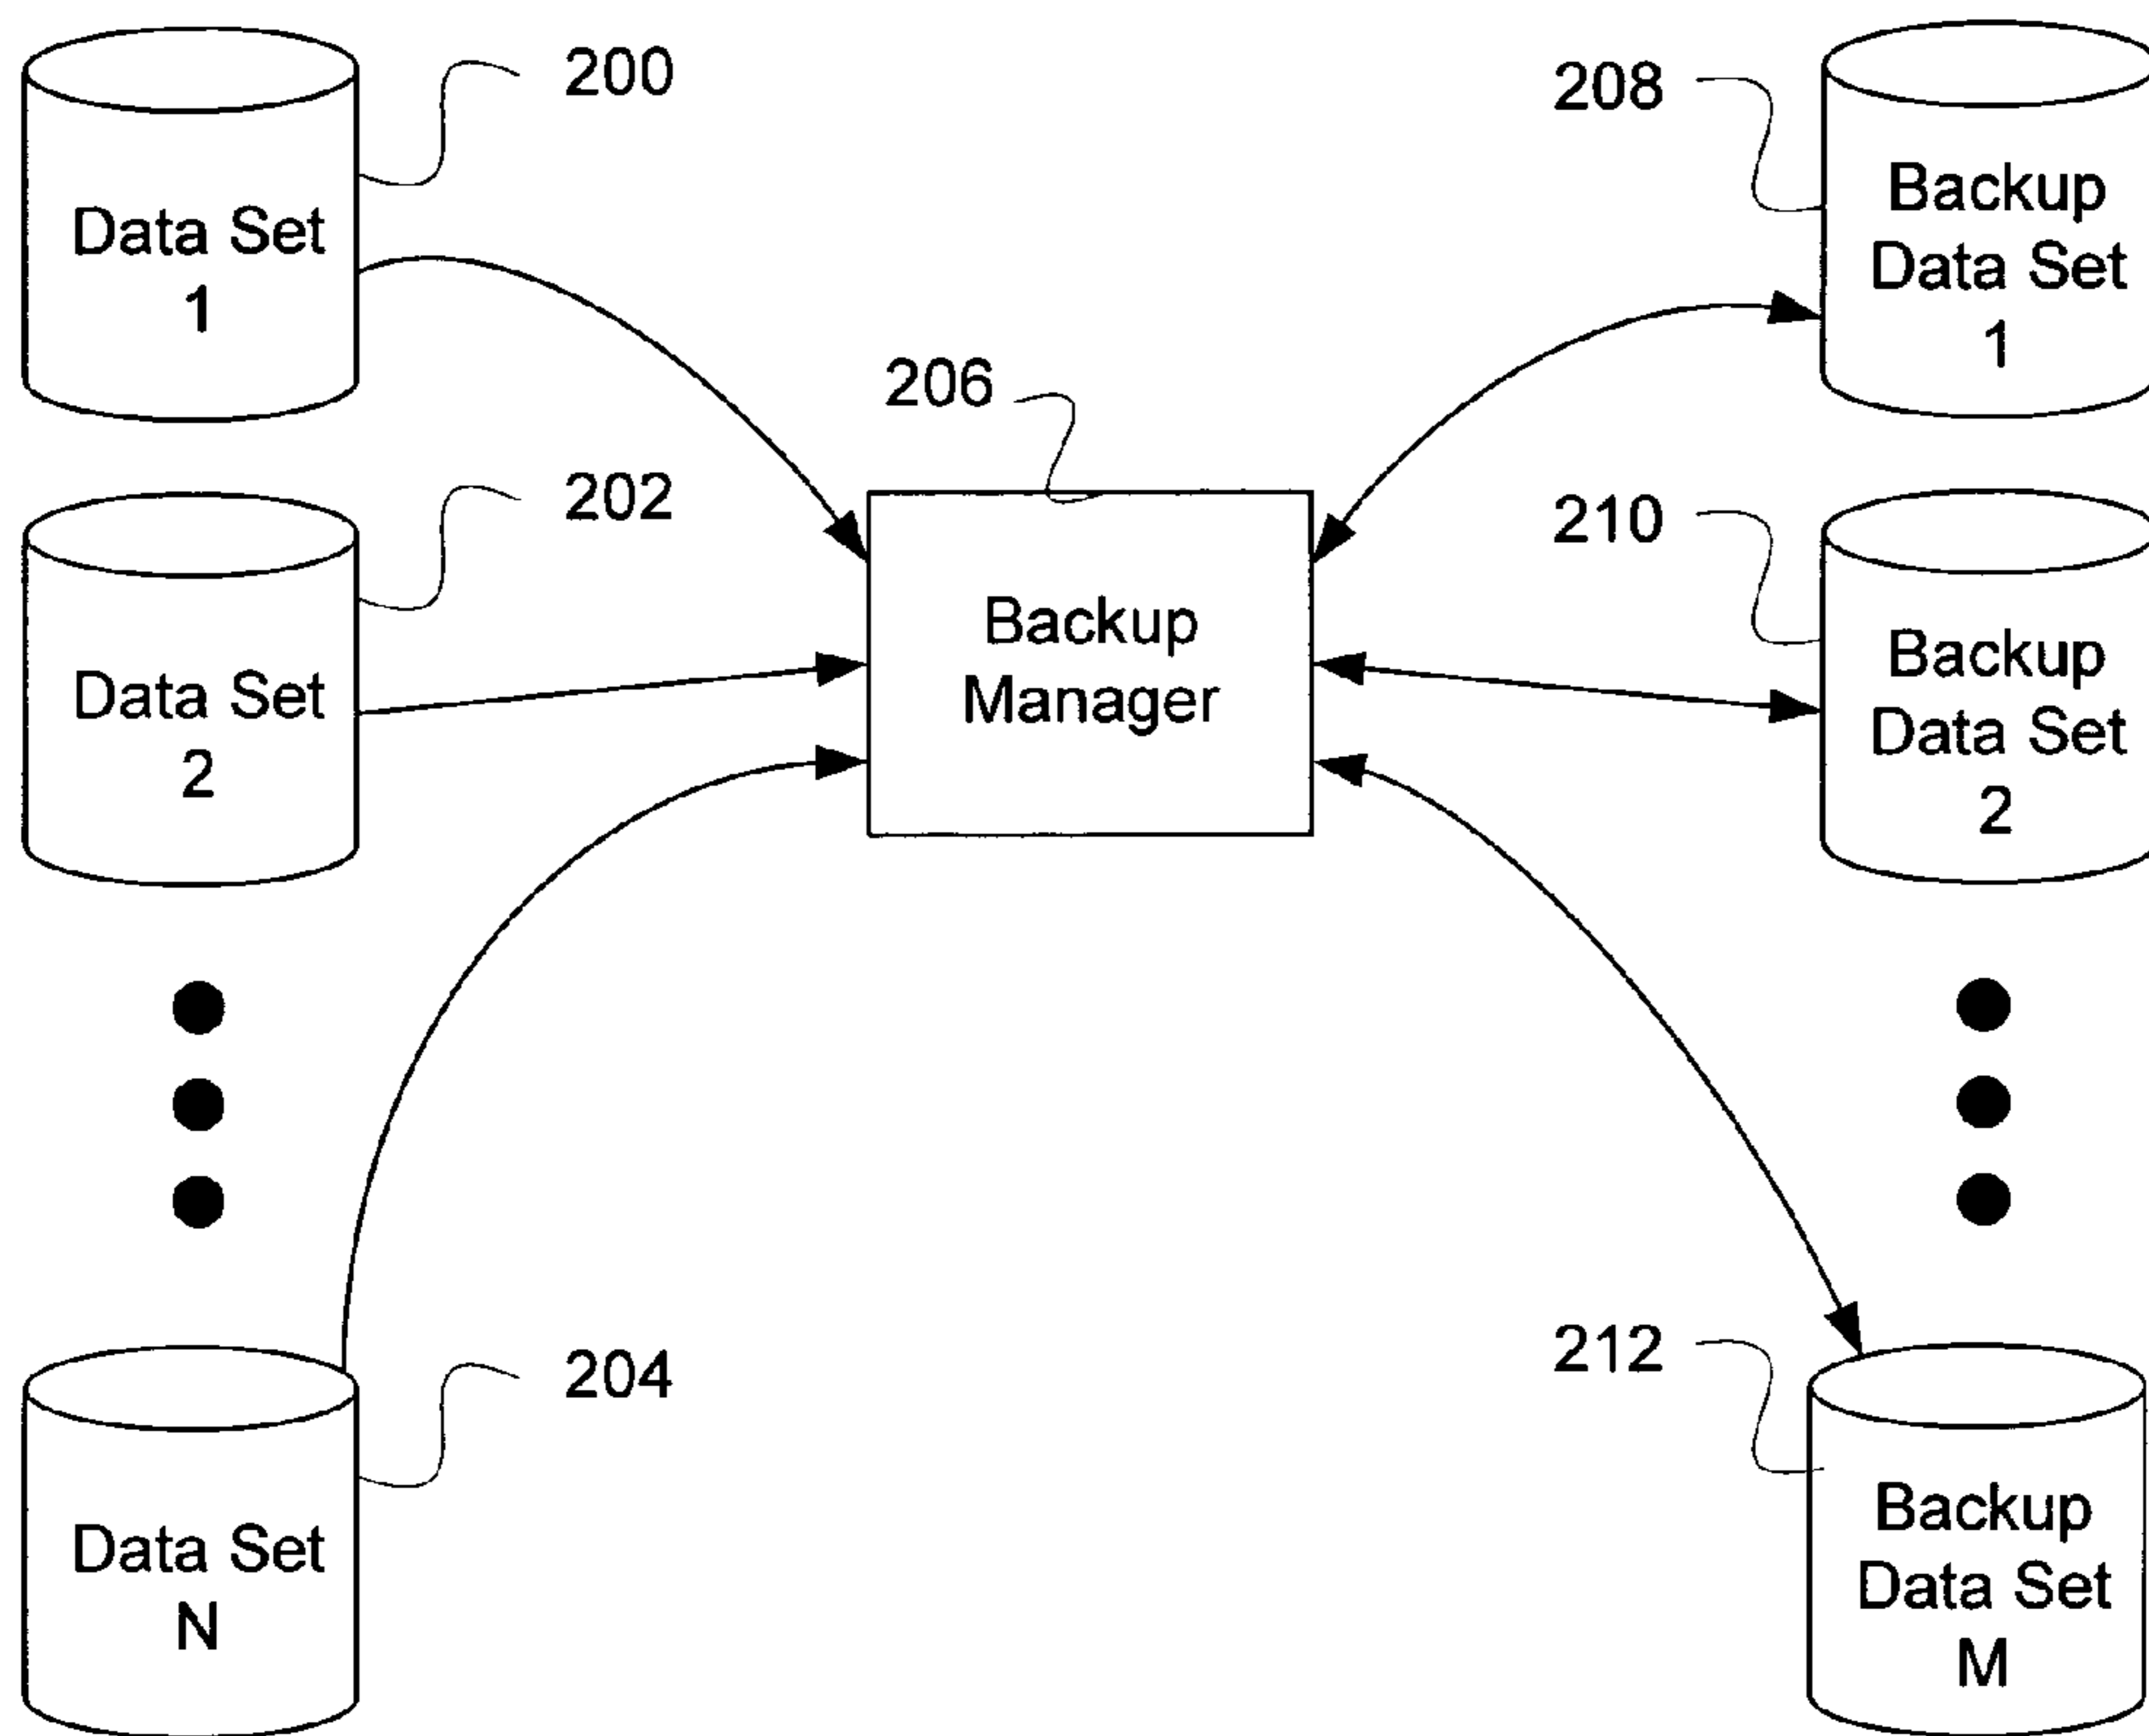 200
Data Set
1
202
Data Set
2
204
Data Set
N
206
Backup
Manager
208
Backup
Data Set
1
210
Backup
Data Set
2
212
Backup
Data Set
M